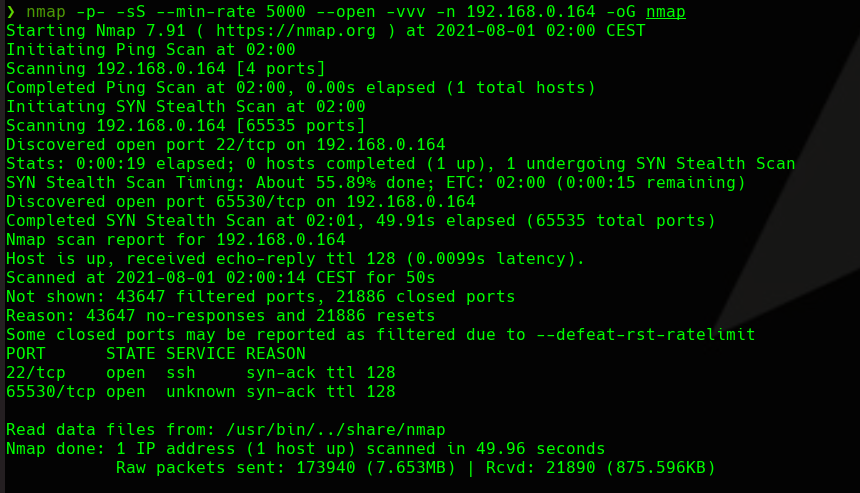 ❯ nmap -p- -sS --min-rate 5000 --open -vvv -n 192.168.0.164 -oG nmap
Starting Nmap 7.91 ( https://nmap.org ) at 2021-08-01 02:00 CEST
Initiating Ping Scan at 02:00
Scanning 192.168.0.164 [4 ports]
Completed Ping Scan at 02:00, 0.00s elapsed (1 total hosts)
Initiating SYN Stealth Scan at 02:00
Scanning 192.168.0.164 [65535 ports]
Discovered open port 22/tcp on 192.168.0.164
Stats: 0:00:19 elapsed; 0 hosts completed (1 up), 1 undergoing SYN Stealth Scan
SYN Stealth Scan Timing: About 55.89% done; ETC: 02:00 (0:00:15 remaining)
Discovered open port 65530/tcp on 192.168.0.164
Completed SYN Stealth Scan at 02:01, 49.91s elapsed (65535 total ports)
Nmap scan report for 192.168.0.164
Host is up, received echo-reply ttl 128 (0.0099s latency).
Scanned at 2021-08-01 02:00:14 CEST for 50s
Not shown: 43647 filtered ports, 21886 closed ports
Reason: 43647 no-responses and 21886 resets
Some closed ports may be reported as filtered due to --defeat-rst-ratelimit
PORT      STATE SERVICE REASON
22/tcp    open  ssh     syn-ack ttl 128
65530/tcp open  unknown syn-ack ttl 128

Read data files from: /usr/bin/../share/nmap
Nmap done: 1 IP address (1 host up) scanned in 49.96 seconds
           Raw packets sent: 173940 (7.653MB) | Rcvd: 21890 (875.596KB)